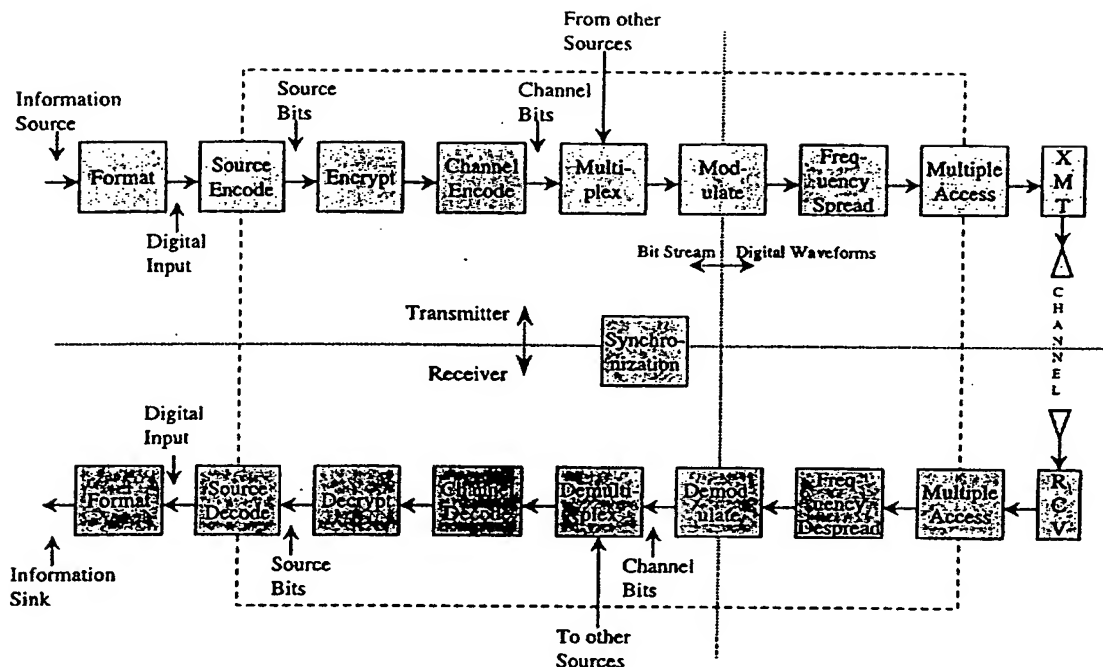 From other
Sources
Information
Source
Source
Bits
Channel
Bits
Format
Source
Encode
Encrypt
Channel
Encode
Multi-
plex
Mod-
ulate
Freq-
uency
Spread
Multiple
Access
X
M
T
Digital
Input
Bit Stream
Digital Waveforms
Transmitter
Synchro-
nization
Receiver
CHANNEL
Digital
Input
Format
Source
Decode
Decrypt
Channel
Decode
Demulti-
plex
Demod-
ulate
Freq-
uency
Despread
Multiple
Access
R
C
V
Information
Sink
Source
Bits
Channel
Bits
To other
Sources